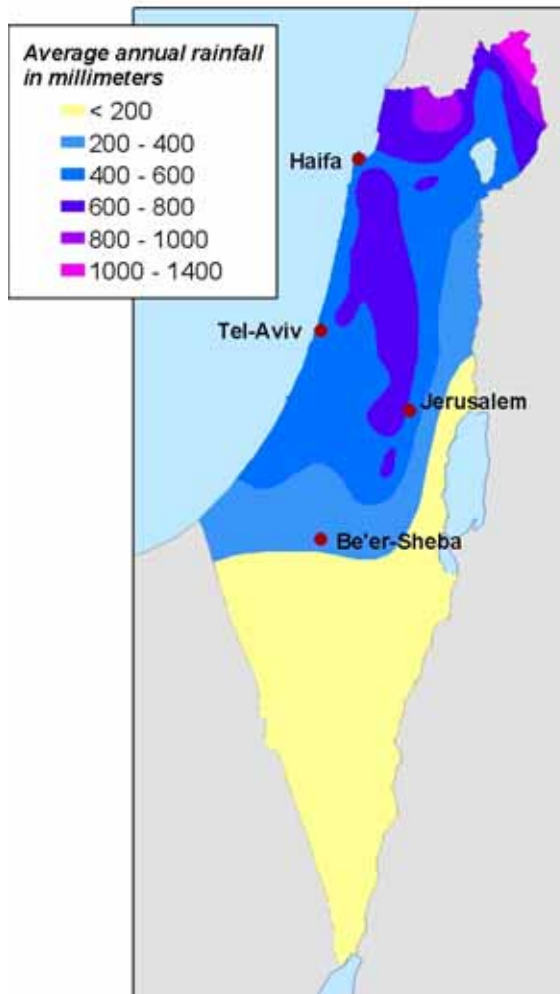 Average annual rainfall
in millimeters
< 200
200 - 400
400 - 600
600 - 800
800 - 1000
1000 - 1400
Haifa
Tel-Aviv
Jerusalem
Be'er-Sheba